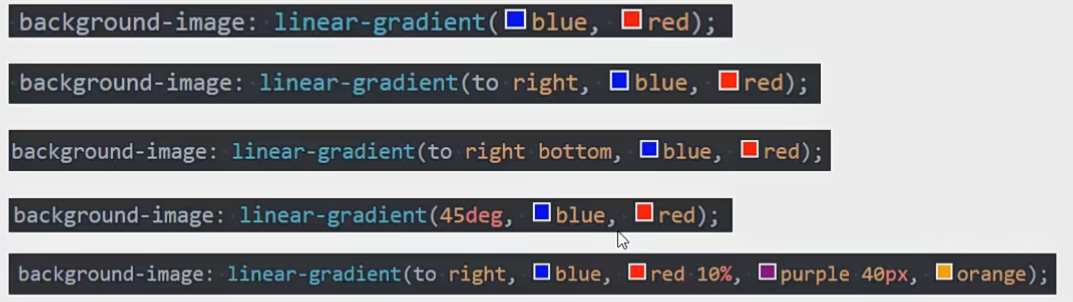 background-image: linear-gradient(blue, red);
background-image: linear-gradient(to right, blue, red);
background-image: linear-gradient(to right bottom, blue, red);
background-image: linear-gradient(45deg, blue, red);
background-image: linear-gradient(to right, blue, red 10%, purple 40px, orange);